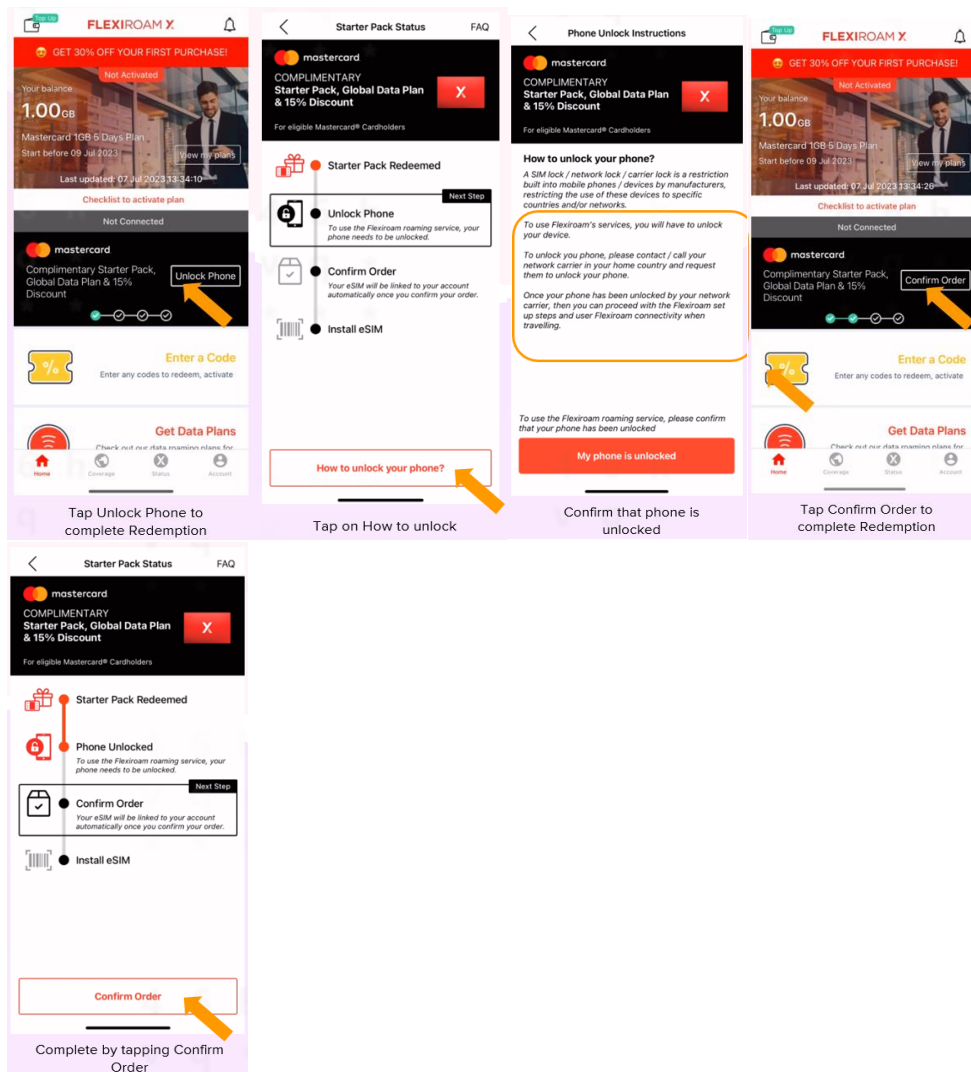 Top Up
FLEXIROAM X
GET 30% OFF YOUR FIRST PURCHASE!
Not Activated
Your balance
1.00GB
Mastercard 1GB 5 Days Plan
Start before 09 Jul 2023
View my plans
Last updated: 07 Jul 2023 13:34:10
Checklist to activate plan
Not Connected
mastercard
Complimentary Starter Pack,
Global Data Plan & 15%
Discount
Unlock Phone
Enter a Code
Enter any codes to redeem, activate
Get Data Plans
Check out our data roaming plans for
Home
Coverage
Status
Account
Tap Unlock Phone to
complete Redemption
Starter Pack Status
FAQ
mastercard
COMPLIMENTARY
Starter Pack, Global Data Plan
& 15% Discount
X
For eligible Mastercard® Cardholders
Starter Pack Redeemed
Next Step
Unlock Phone
To use the Flexiroam roaming service, your
phone needs to be unlocked.
Confirm Order
Your eSIM will be linked to your account
automatically once you confirm your order.
Install eSIM
How to unlock your phone?
Tap on How to unlock
Phone Unlock Instructions
mastercard
COMPLIMENTARY
Starter Pack, Global Data Plan
& 15% Discount
X
For eligible Mastercard® Cardholders
How to unlock your phone?
A SIM lock / network lock / carrier lock is a restriction
built into mobile phones / devices by manufacturers,
restricting the use of these devices to specific
countries and/or networks.
To use Flexiroam's services, you will have to unlock
your device.
To unlock you phone, please contact / call your
network carrier in your home country and request
them to unlock your phone.
Once your phone has been unlocked by your network
carrier, then you can proceed with the Flexiroam set
up steps and user Flexiroam connectivity when
travelling.
To use the Flexiroam roaming service, please confirm
that your phone has been unlocked
My phone is unlocked
Confirm that phone is
unlocked
Top Up
FLEXIROAM X
GET 30% OFF YOUR FIRST PURCHASE!
Not Activated
Your balance
1.00GB
Mastercard 1GB 5 Days Plan
Start before 09 Jul 2023
View my plans
Last updated: 07 Jul 2023 13:34:26
Checklist to activate plan
Not Connected
mastercard
Complimentary Starter Pack,
Global Data Plan & 15%
Discount
Confirm Order
Enter a Code
Enter any codes to redeem, activate
Get Data Plans
Check out our data roaming plans for
Home
Coverage
Status
Account
Tap Confirm Order to
complete Redemption
Starter Pack Status
FAQ
mastercard
COMPLIMENTARY
Starter Pack, Global Data Plan
& 15% Discount
X
For eligible Mastercard® Cardholders
Starter Pack Redeemed
Phone Unlocked
To use the Flexiroam roaming service, your
phone needs to be unlocked.
Next Step
Confirm Order
Your eSIM will be linked to your account
automatically once you confirm your order.
Install eSIM
Confirm Order
Complete by tapping Confirm
Order